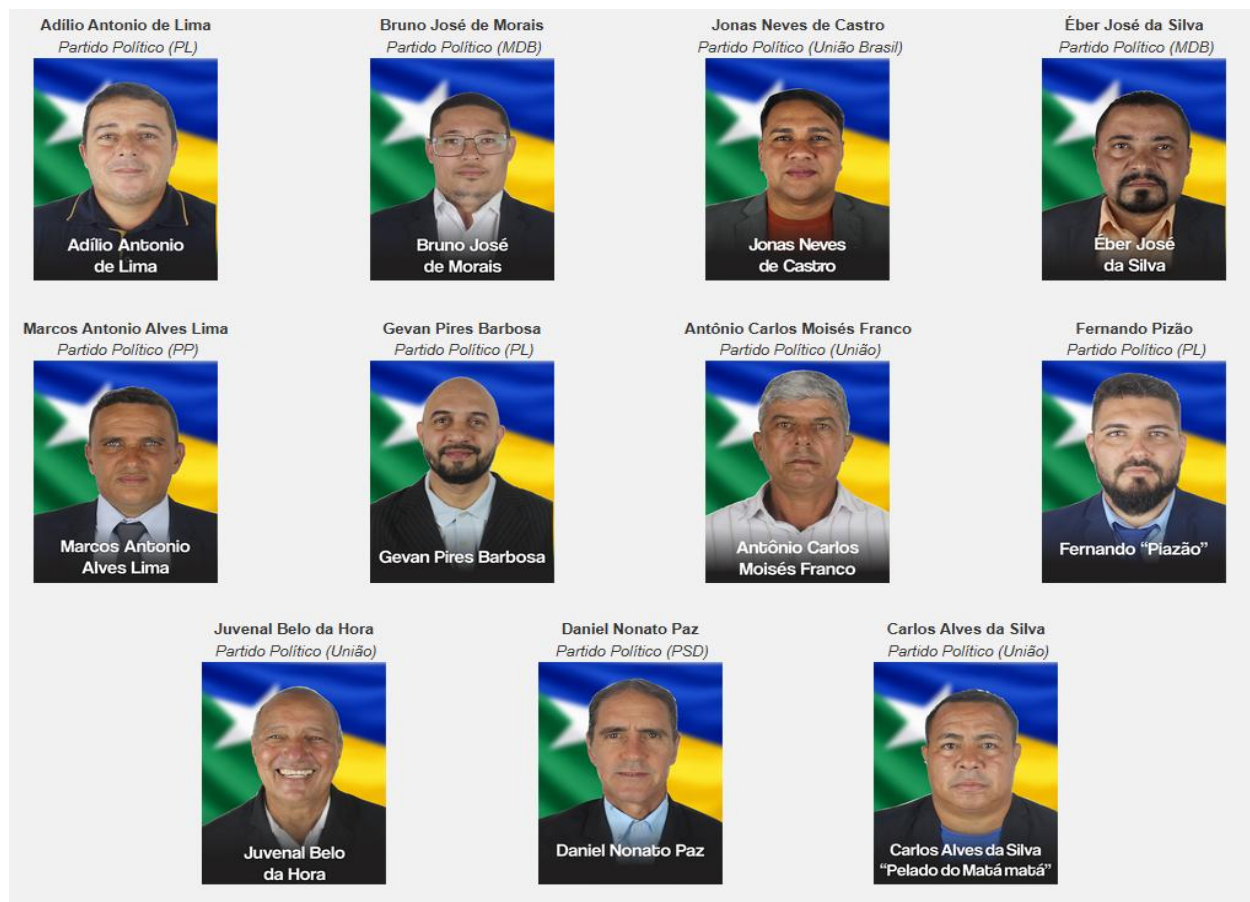 Adílio Antonio de Lima
Partido Político (PL)
Adílio Antonio
de Lima
Bruno José de Morais
Partido Político (MDB)
Bruno José
de Morais
Jonas Neves de Castro
Partido Político (União Brasil)
Jonas Neves
de Castro
Éber José da Silva
Partido Político (MDB)
Éber José
da Silva
Marcos Antonio Alves Lima
Partido Político (PP)
Marcos Antonio
Alves Lima
Gevan Pires Barbosa
Partido Político (PL)
Gevan Pires Barbosa
Antônio Carlos Moisés Franco
Partido Político (União)
Antônio Carlos
Moisés Franco
Fernando Pizão
Partido Político (PL)
Fernando “Piazão”
Juvenal Belo da Hora
Partido Político (União)
Juvenal Belo
da Hora
Daniel Nonato Paz
Partido Político (PSD)
Daniel Nonato Paz
Carlos Alves da Silva
Partido Político (União)
Carlos Alves da Silva
“Pelado do Matá matá”